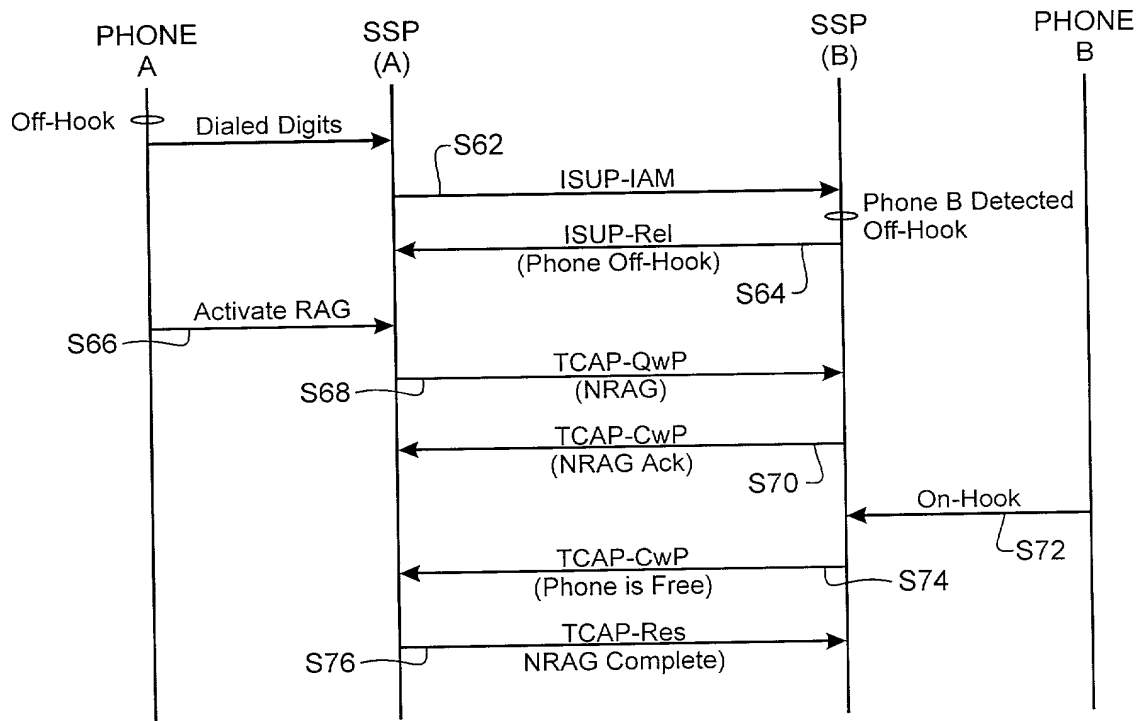 PHONE
A
SSP
(A)
SSP
(B)
PHONE
B
Off-Hook
Dialed Digits
S62
ISUP-IAM
Phone B Detected
Off-Hook
ISUP-Rel
(Phone Off-Hook)
S64
Activate RAG
S66
TCAP-QwP
(NRAG)
S68
TCAP-CwP
(NRAG Ack)
S70
On-Hook
S72
TCAP-CwP
(Phone is Free)
S74
TCAP-Res
NRAG Complete)
S76